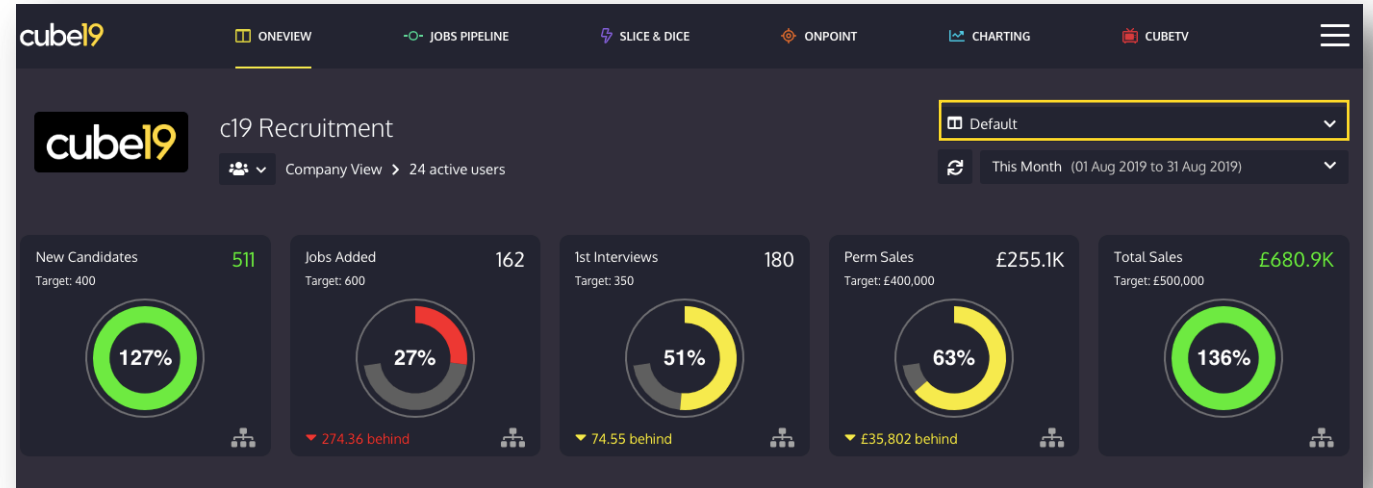 cube19
ONEVIEW
JOBS PIPELINE
SLICE & DICE
ONPOINT
CHARTING
CUBETV
cube19
c19 Recruitment
Company View > 24 active users
Default
This Month (01 Aug 2019 to 31 Aug 2019)
New Candidates 511
Target: 400
127%
Jobs Added 162
Target: 600
27%
274.36 behind
1st Interviews 180
Target: 350
51%
74.55 behind
Perm Sales £255.1K
Target: £400,000
63%
£35,802 behind
Total Sales £680.9K
Target: £500,000
136%